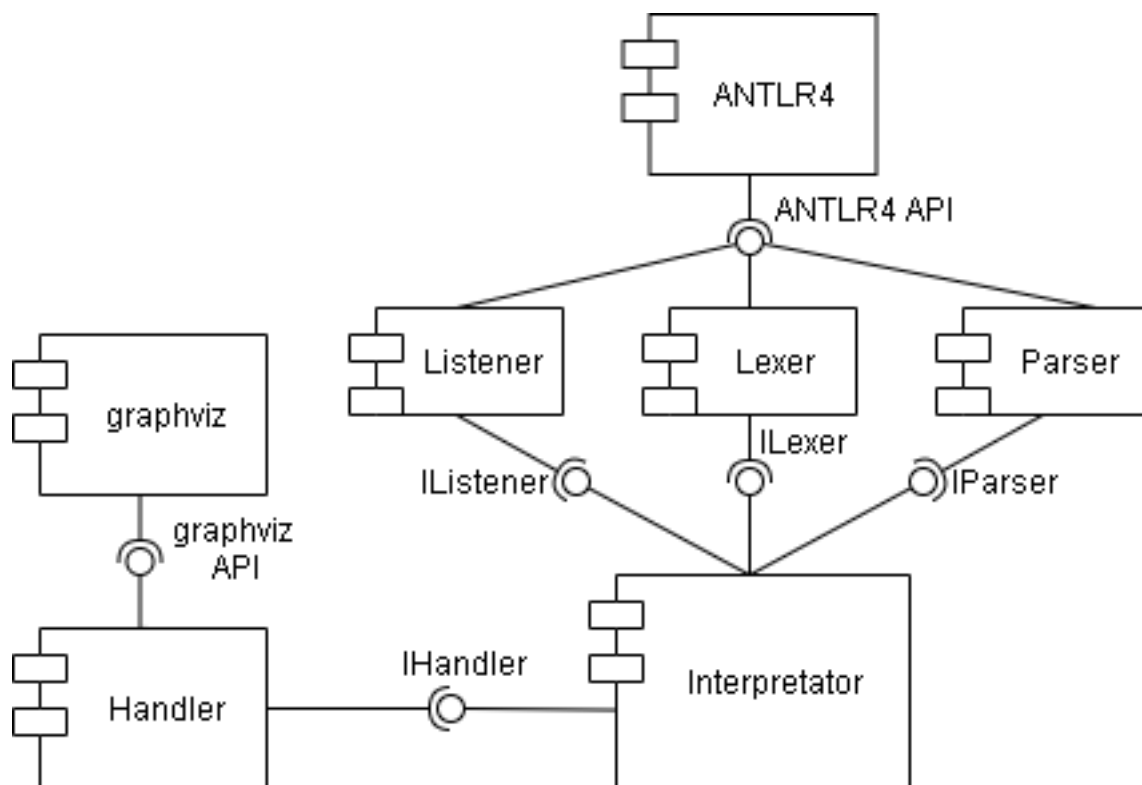 ANTLR4
ANTLR4 API
Listener
Lexer
Parser
graphviz
ILexer
IListener
IParser
graphviz
API
IHandler
Interpretator
Handler